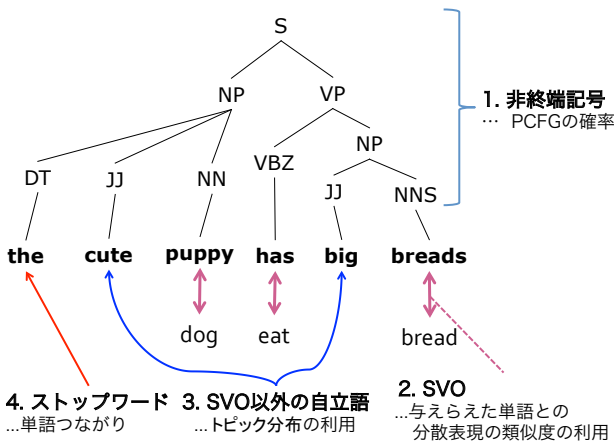 S
NP VP
1. 非終端記号
… PCFGの確率
NP
VBZ
DT JJ NN
JJ NNS
the cute puppy has big breads
dog eat bread
4. ストップワード
...単語つながり
3. SVO以外の自立語
...トピック分布の利用
2. SVO
...与えらえた単語との
分散表現の類似度の利用